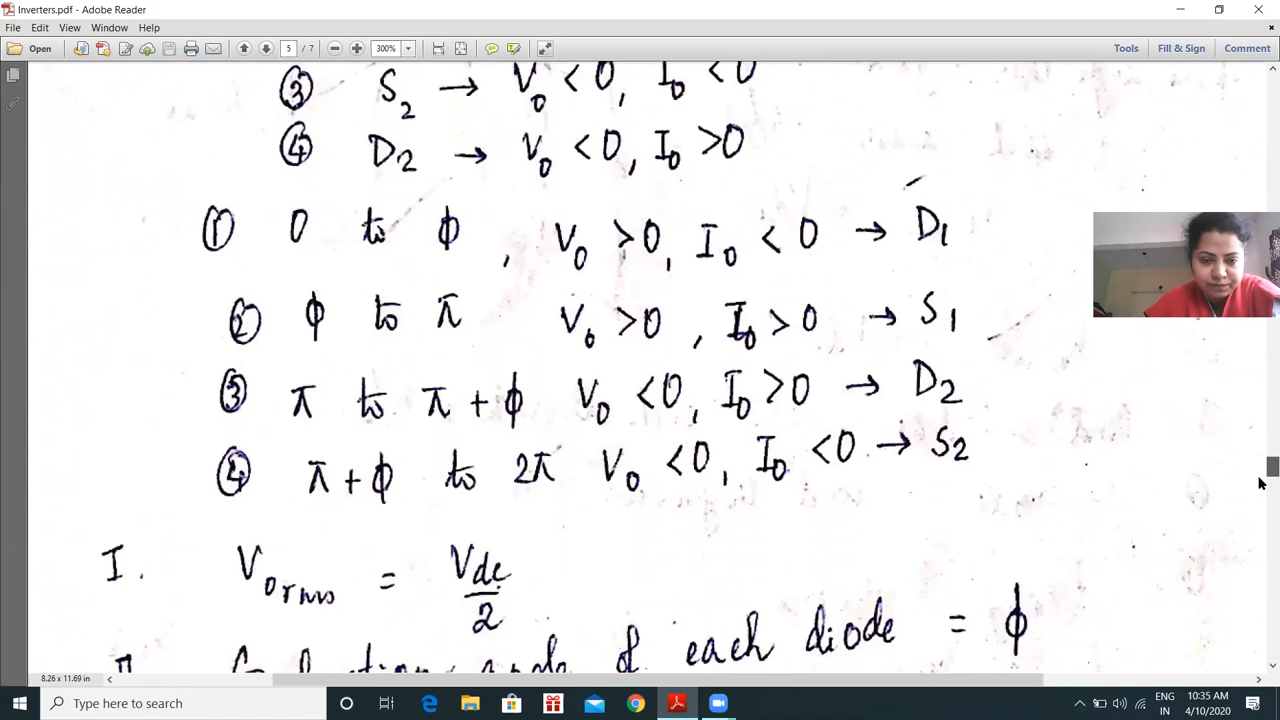 Inverters.pdf - Adobe Reader
File Edit View Window Help
Open 5 / 7 300% Tools Fill & Sign Comment
③ S₂ → V₀ < 0, I₀ < 0
④ D₂ → V₀ < 0, I₀ > 0
① 0 to ϕ, V₀ > 0, I₀ < 0 → D₁
② ϕ to π V₀ > 0, I₀ > 0 → S₁
③ π to π + ϕ V₀ < 0, I₀ > 0 → D₂
④ π + ϕ to 2π V₀ < 0, I₀ < 0 → S₂
I. V₀rms = Vdc/2
of each diode = ϕ
8.26 x 11.69 in
Type here to search
ENG 10:35 AM
IN 4/10/2020